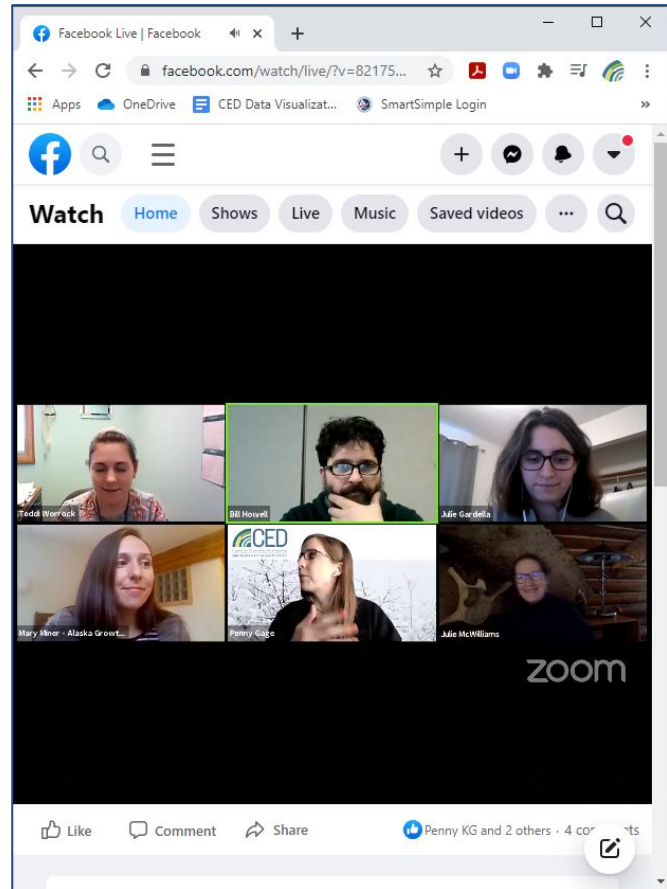 Facebook Live | Facebook
facebook.com/watch/live/?v=82175...
Apps OneDrive CED Data Visualizat... SmartSimple Login »
Watch Home Shows Live Music Saved videos ...
Teddi Worrock Bill Howell Julie Gardella
CED
Mary Miner - Alaska Growt... Penny Gage Julie McWilliams
zoom
Like Comment Share Penny KG and 2 others · 4